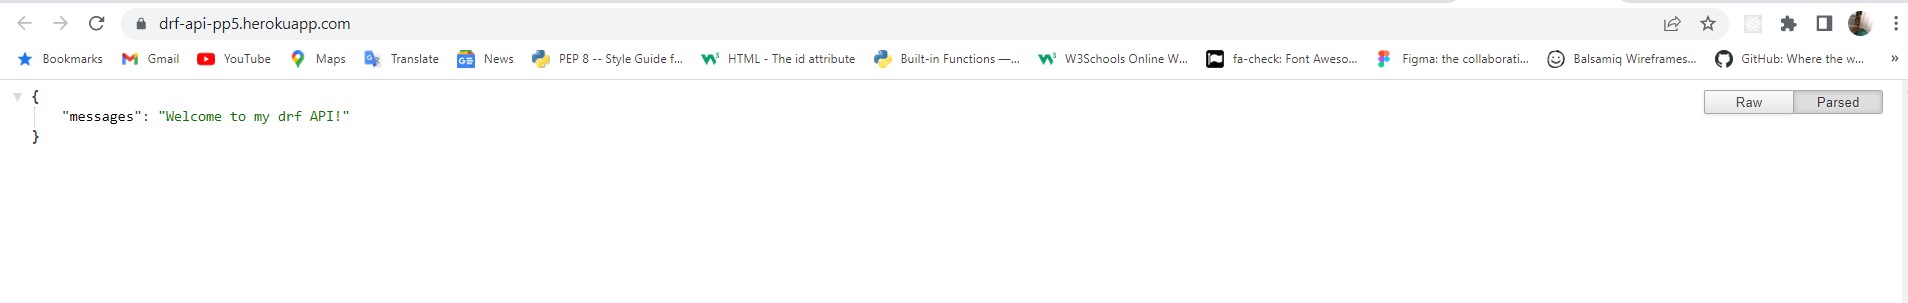 drf-api-pp5.herokuapp.com
Bookmarks Gmail YouTube Maps Translate News PEP 8 -- Style Guide f... HTML - The id attribute Built-in Functions —... W3Schools Online W... fa-check: Font Aweso... Figma: the collaborati... Balsamiq Wireframes... GitHub: Where the w... »
{
"messages": "Welcome to my drf API!"
}
Raw Parsed